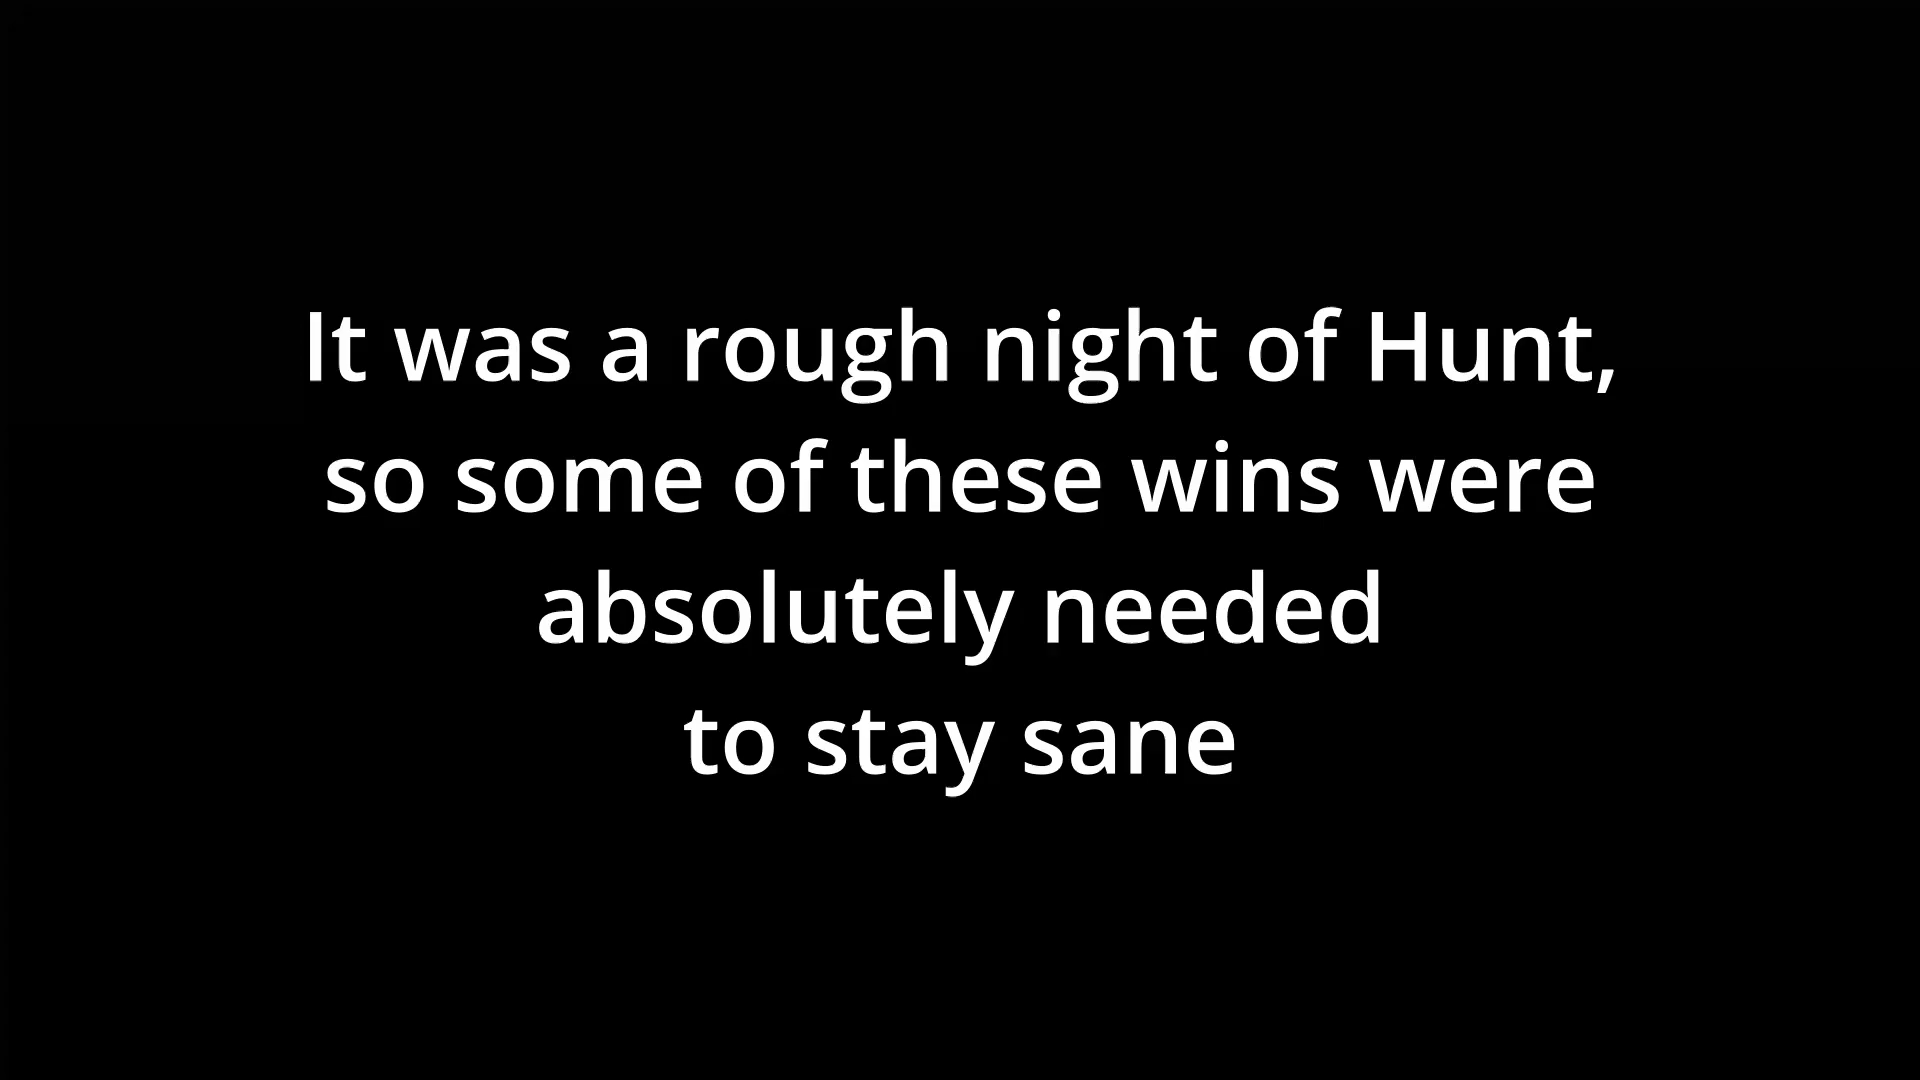 It was a rough night of Hunt,
so some of these wins were
absolutely needed
to stay sane